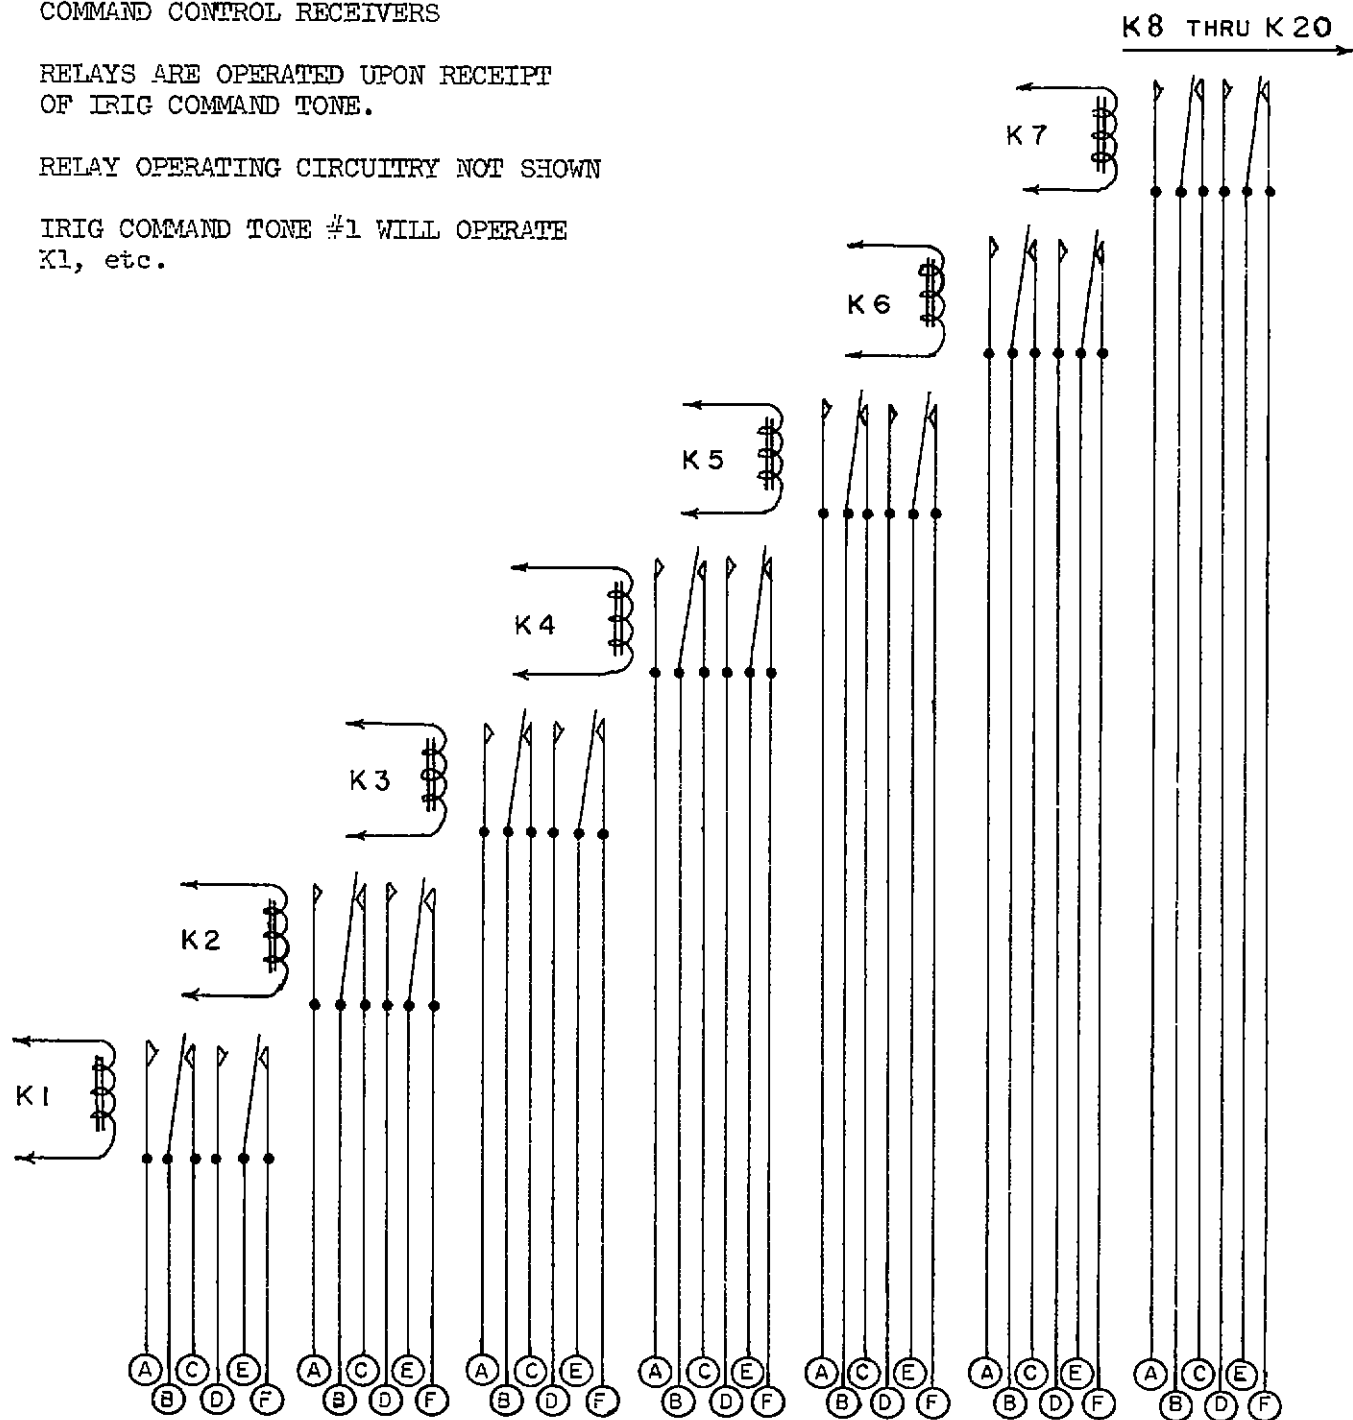 COMMAND CONTROL RECEIVERS
RELAYS ARE OPERATED UPON RECEIPT
OF IRIG COMMAND TONE.
RELAY OPERATING CIRCUITRY NOT SHOWN
IRIG COMMAND TONE #1 WILL OPERATE
K1, etc.
K8 THRU K20
K7
K6
K5
K4
K3
K2
K1
A C E A C E A C E A C E A C E A C E A C E
B D F B D F B D F B D F B D F B D F B D F